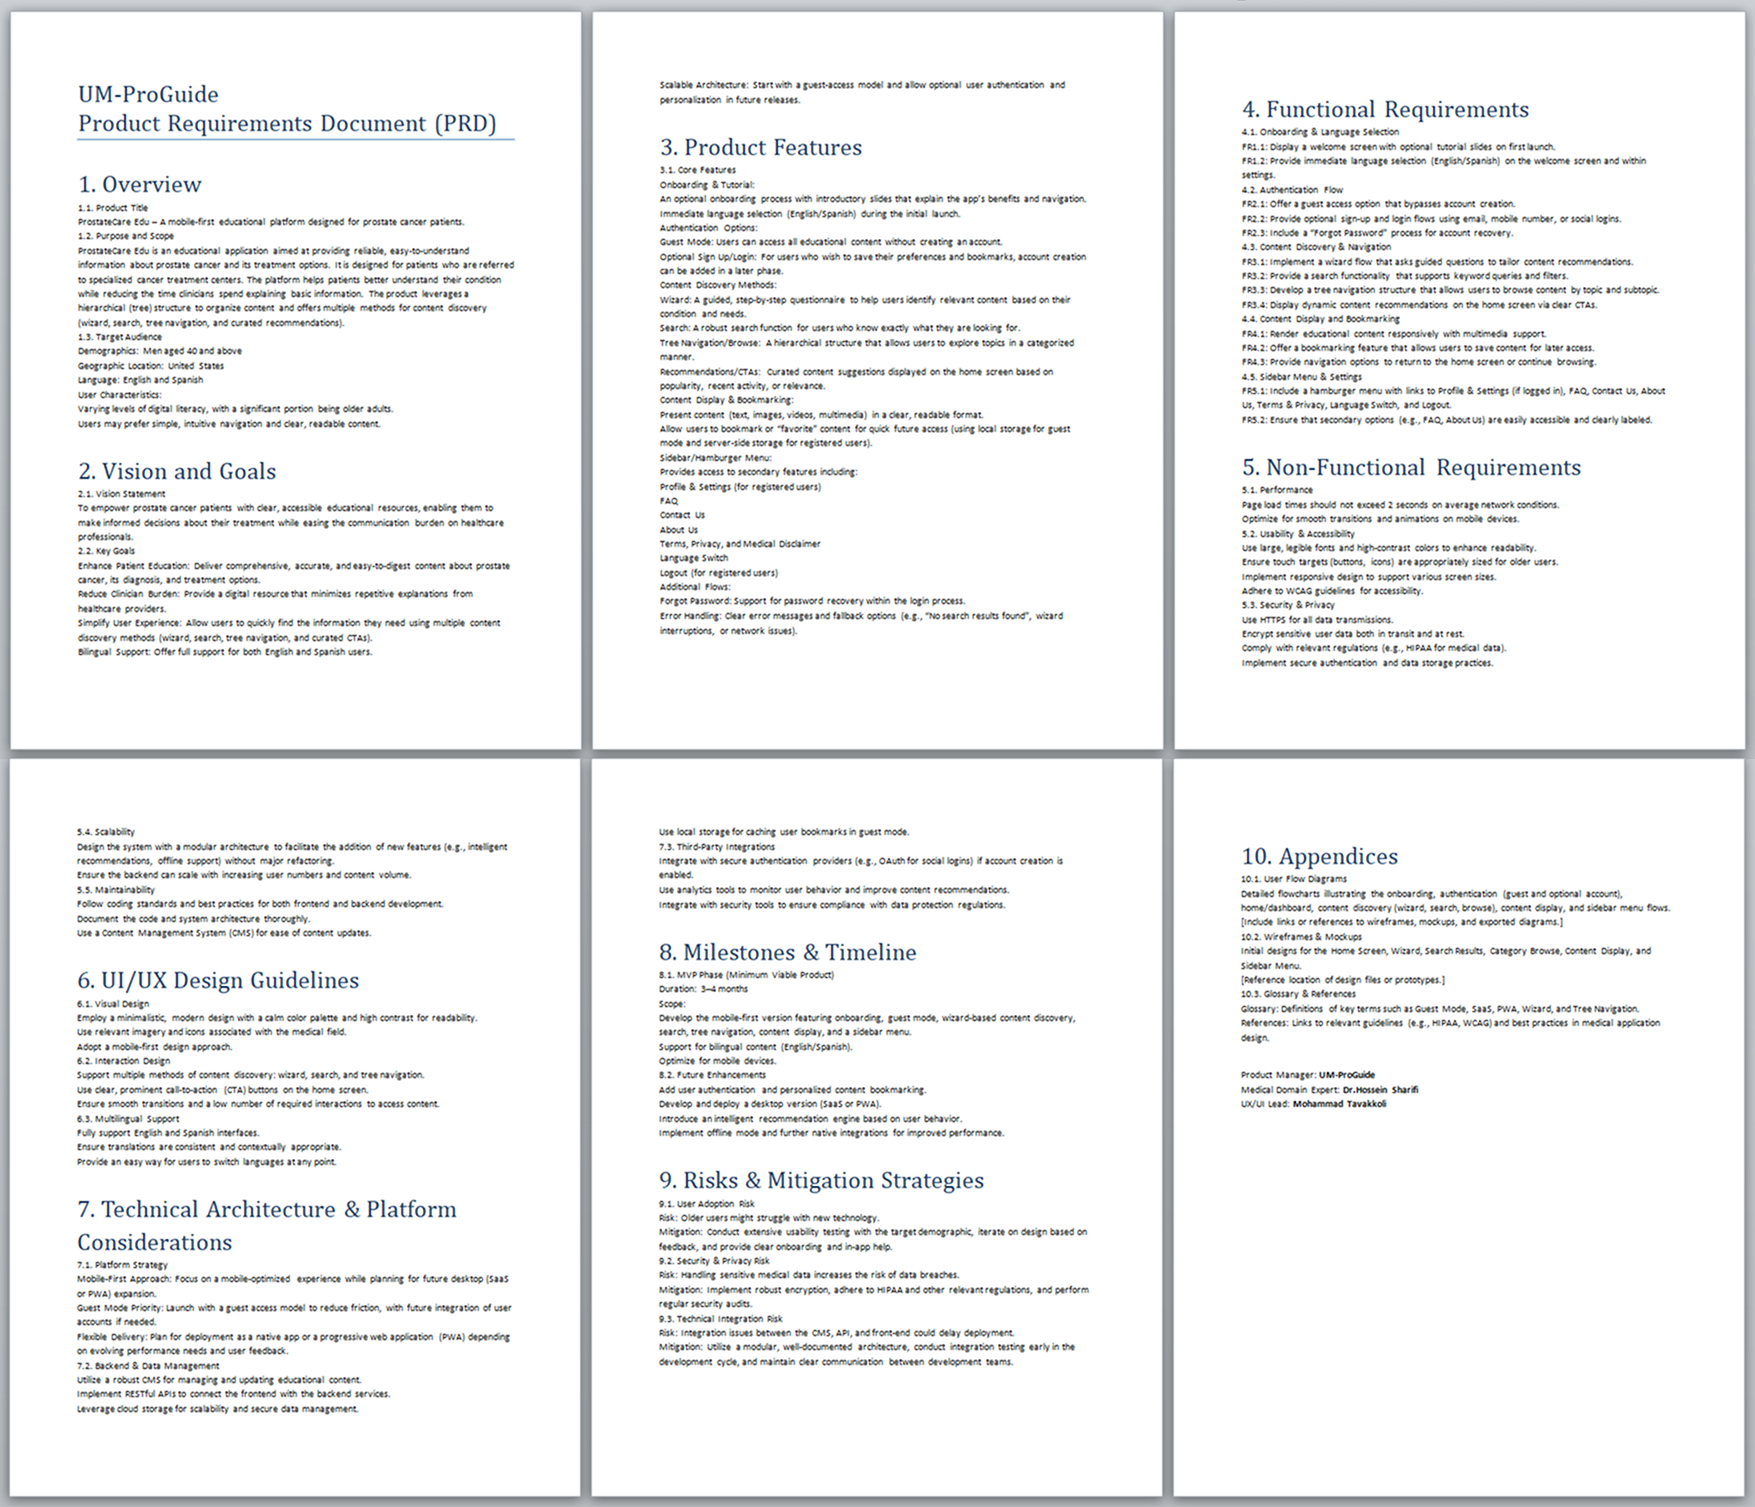 UM-ProGuide
Product Requirements Document (PRD)
1. Overview
1.1. Product Title
ProstateCare Edu – A mobile-first educational platform designed for prostate cancer patients.
1.2. Purpose and Scope
ProstateCare Edu is an educational application aimed at providing reliable, easy-to-understand
information about prostate cancer and its treatment options. It is designed for patients who are referred
to specialized cancer treatment centers. The platform helps patients better understand their condition
while reducing the time clinicians spend explaining basic information. The product leverages a
hierarchical (tree) structure to organize content and offers multiple methods for content discovery
(wizard, search, tree navigation, and curated recommendations).
1.3. Target Audience
Demographics: Men aged 40 and above
Geographic Location: United States
Language: English and Spanish
User Characteristics:
Varying levels of digital literacy, with a significant portion being older adults.
Users may prefer simple, intuitive navigation and clear, readable content.
2. Vision and Goals
2.1. Vision Statement
To empower prostate cancer patients with clear, accessible educational resources, enabling them to
make informed decisions about their treatment while easing the communication burden on healthcare
professionals.
2.2. Key Goals
Enhance Patient Education: Deliver comprehensive, accurate, and easy-to-digest content about prostate
cancer, its diagnosis, and treatment options.
Reduce Clinician Burden: Provide a digital resource that minimizes repetitive explanations from
healthcare providers.
Simplify User Experience: Allow users to quickly find the information they need using multiple content
discovery methods (wizard, search, tree navigation, and curated CTAs).
Bilingual Support: Offer full support for both English and Spanish users.
Scalable Architecture: Start with a guest-access model and allow optional user authentication and
personalization in future releases.
3. Product Features
3.1. Core Features
Onboarding & Tutorial:
An optional onboarding process with introductory slides that explain the app's benefits and navigation.
Immediate language selection (English/Spanish) during the initial launch.
Authentication Options:
Guest Mode: Users can access all educational content without creating an account.
Optional Sign Up/Login: For users who wish to save their preferences and bookmarks, account creation
can be added in a later phase.
Content Discovery Methods:
Wizard: A guided, step-by-step questionnaire to help users identify relevant content based on their
condition and needs.
Search: A robust search function for users who know exactly what they are looking for.
Tree Navigation/Browse: A hierarchical structure that allows users to explore topics in a categorized
manner.
Recommendations/CTAs: Curated content suggestions displayed on the home screen based on
popularity, recent activity, or relevance.
Content Display & Bookmarking:
Present content (text, images, videos, multimedia) in a clear, readable format.
Allow users to bookmark or "favorite" content for quick future access (using local storage for guest
mode and server-side storage for registered users).
Sidebar/Hamburger Menu:
Provides access to secondary features including:
Profile & Settings (for registered users)
FAQ
Contact Us
About Us
Terms, Privacy, and Medical Disclaimer
Language Switch
Logout (for registered users)
Additional Flows:
Forgot Password: Support for password recovery within the login process.
Error Handling: Clear error messages and fallback options (e.g., "No search results found", wizard
interruptions, or network issues).
4. Functional Requirements
4.1. Onboarding & Language Selection
FR1.1: Display a welcome screen with optional tutorial slides on first launch.
FR1.2: Provide immediate language selection (English/Spanish) on the welcome screen and within
settings.
4.2. Authentication Flow
FR2.1: Offer a guest access option that bypasses account creation.
FR2.2: Provide optional sign-up and login flows using email, mobile number, or social logins.
FR2.3: Include a "Forgot Password" process for account recovery.
4.3. Content Discovery & Navigation
FR3.1: Implement a wizard flow that asks guided questions to tailor content recommendations.
FR3.2: Provide a search functionality that supports keyword queries and filters.
FR3.3: Develop a tree navigation structure that allows users to browse content by topic and subtopic.
FR3.4: Display dynamic content recommendations on the home screen via clear CTAs.
4.4. Content Display and Bookmarking
FR4.1: Render educational content responsively with multimedia support.
FR4.2: Offer a bookmarking feature that allows users to save content for later access.
FR4.3: Provide navigation options to return to the home screen or continue browsing.
4.5. Sidebar Menu & Settings
FR5.1: Include a hamburger menu with links to Profile & Settings (if logged in), FAQ, Contact Us, About
Us, Terms & Privacy, Language Switch, and Logout.
FR5.2: Ensure that secondary options (e.g., FAQ, About Us) are easily accessible and clearly labeled.
5. Non-Functional Requirements
5.1. Performance
Page load times should not exceed 2 seconds on average network conditions.
Optimize for smooth transitions and animations on mobile devices.
5.2. Usability & Accessibility
Use large, legible fonts and high-contrast colors to enhance readability.
Ensure touch targets (buttons, icons) are appropriately sized for older users.
Implement responsive design to support various screen sizes.
Adhere to WCAG guidelines for accessibility.
5.3. Security & Privacy
Use HTTPS for all data transmissions.
Encrypt sensitive user data both in transit and at rest.
Comply with relevant regulations (e.g., HIPAA for medical data).
Implement secure authentication and data storage practices.
5.4. Scalability
Design the system with a modular architecture to facilitate the addition of new features (e.g., intelligent
recommendations, offline support) without major refactoring.
Ensure the backend can scale with increasing user numbers and content volume.
5.5. Maintainability
Follow coding standards and best practices for both frontend and backend development.
Document the code and system architecture thoroughly.
Use a Content Management System (CMS) for ease of content updates.
6. UI/UX Design Guidelines
6.1. Visual Design
Employ a minimalistic, modern design with a calm color palette and high contrast for readability.
Use relevant imagery and icons associated with the medical field.
Adopt a mobile-first design approach.
6.2. Interaction Design
Support multiple methods of content discovery: wizard, search, and tree navigation.
Use clear, prominent call-to-action (CTA) buttons on the home screen.
Ensure smooth transitions and a low number of required interactions to access content.
6.3. Multilingual Support
Fully support English and Spanish interfaces.
Ensure translations are consistent and contextually appropriate.
Provide an easy way for users to switch languages at any point.
7. Technical Architecture & Platform
Considerations
7.1. Platform Strategy
Mobile-First Approach: Focus on a mobile-optimized experience while planning for future desktop (SaaS
or PWA) expansion.
Guest Mode Priority: Launch with a guest access model to reduce friction, with future integration of user
accounts if needed.
Flexible Delivery: Plan for deployment as a native app or a progressive web application (PWA) depending
on evolving performance needs and user feedback.
7.2. Backend & Data Management
Utilize a robust CMS for managing and updating educational content.
Implement RESTful APIs to connect the frontend with the backend services.
Leverage cloud storage for scalability and secure data management.
Use local storage for caching user bookmarks in guest mode.
7.3. Third-Party Integrations
Integrate with secure authentication providers (e.g., OAuth for social logins) if account creation is
enabled.
Use analytics tools to monitor user behavior and improve content recommendations.
Integrate with security tools to ensure compliance with data protection regulations.
8. Milestones & Timeline
8.1. MVP Phase (Minimum Viable Product)
Duration: 3–4 months
Scope:
Develop the mobile-first version featuring onboarding, guest mode, wizard-based content discovery,
search, tree navigation, content display, and a sidebar menu.
Support for bilingual content (English/Spanish).
Optimize for mobile devices.
8.2. Future Enhancements
Add user authentication and personalized content bookmarking.
Develop and deploy a desktop version (SaaS or PWA).
Introduce an intelligent recommendation engine based on user behavior.
Implement offline mode and further native integrations for improved performance.
9. Risks & Mitigation Strategies
9.1. User Adoption Risk
Risk: Older users might struggle with new technology.
Mitigation: Conduct extensive usability testing with the target demographic, iterate on design based on
feedback, and provide clear onboarding and in-app help.
9.2. Security & Privacy Risk
Risk: Handling sensitive medical data increases the risk of data breaches.
Mitigation: Implement robust encryption, adhere to HIPAA and other relevant regulations, and perform
regular security audits.
9.3. Technical Integration Risk
Risk: Integration issues between the CMS, API, and front-end could delay deployment.
Mitigation: Utilize a modular, well-documented architecture, conduct integration testing early in the
development cycle, and maintain clear communication between development teams.
10. Appendices
10.1. User Flow Diagrams
Detailed flowcharts illustrating the onboarding, authentication (guest and optional account),
home/dashboard, content discovery (wizard, search, browse), content display, and sidebar menu flows.
[Include links or references to wireframes, mockups, and exported diagrams.]
10.2. Wireframes & Mockups
Initial designs for the Home Screen, Wizard, Search Results, Category Browse, Content Display, and
Sidebar Menu.
[Reference location of design files or prototypes.]
10.3. Glossary & References
Glossary: Definitions of key terms such as Guest Mode, SaaS, PWA, Wizard, and Tree Navigation.
References: Links to relevant guidelines (e.g., HIPAA, WCAG) and best practices in medical application
design.
Product Manager: UM-ProGuide
Medical Domain Expert: Dr.Hossein Sharifi
UX/UI Lead: Mohammad Tavakkoli